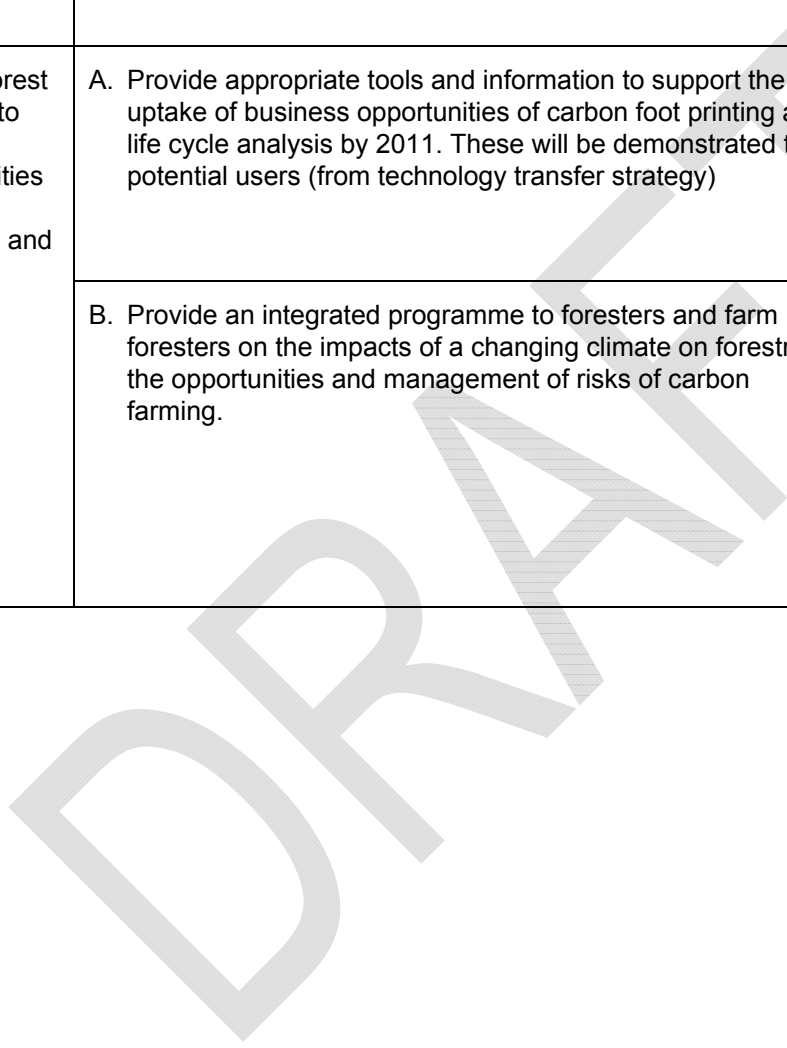 orest
to
ities
and
A. Provide appropriate tools and information to support the
uptake of business opportunities of carbon foot printing a
life cycle analysis by 2011. These will be demonstrated t
potential users (from technology transfer strategy)
B. Provide an integrated programme to foresters and farm
foresters on the impacts of a changing climate on forestr
the opportunities and management of risks of carbon
farming.
DRAFT